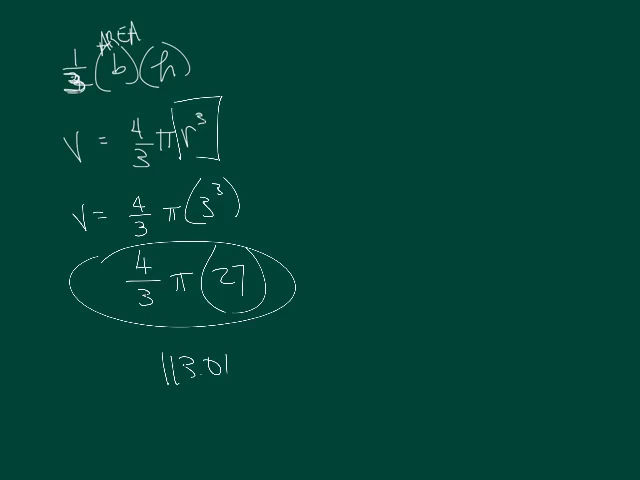 AREA
1/3 (b)(h)
V = 4/3 π r³
V = 4/3 π (3³)
4/3 π (27)
113.01